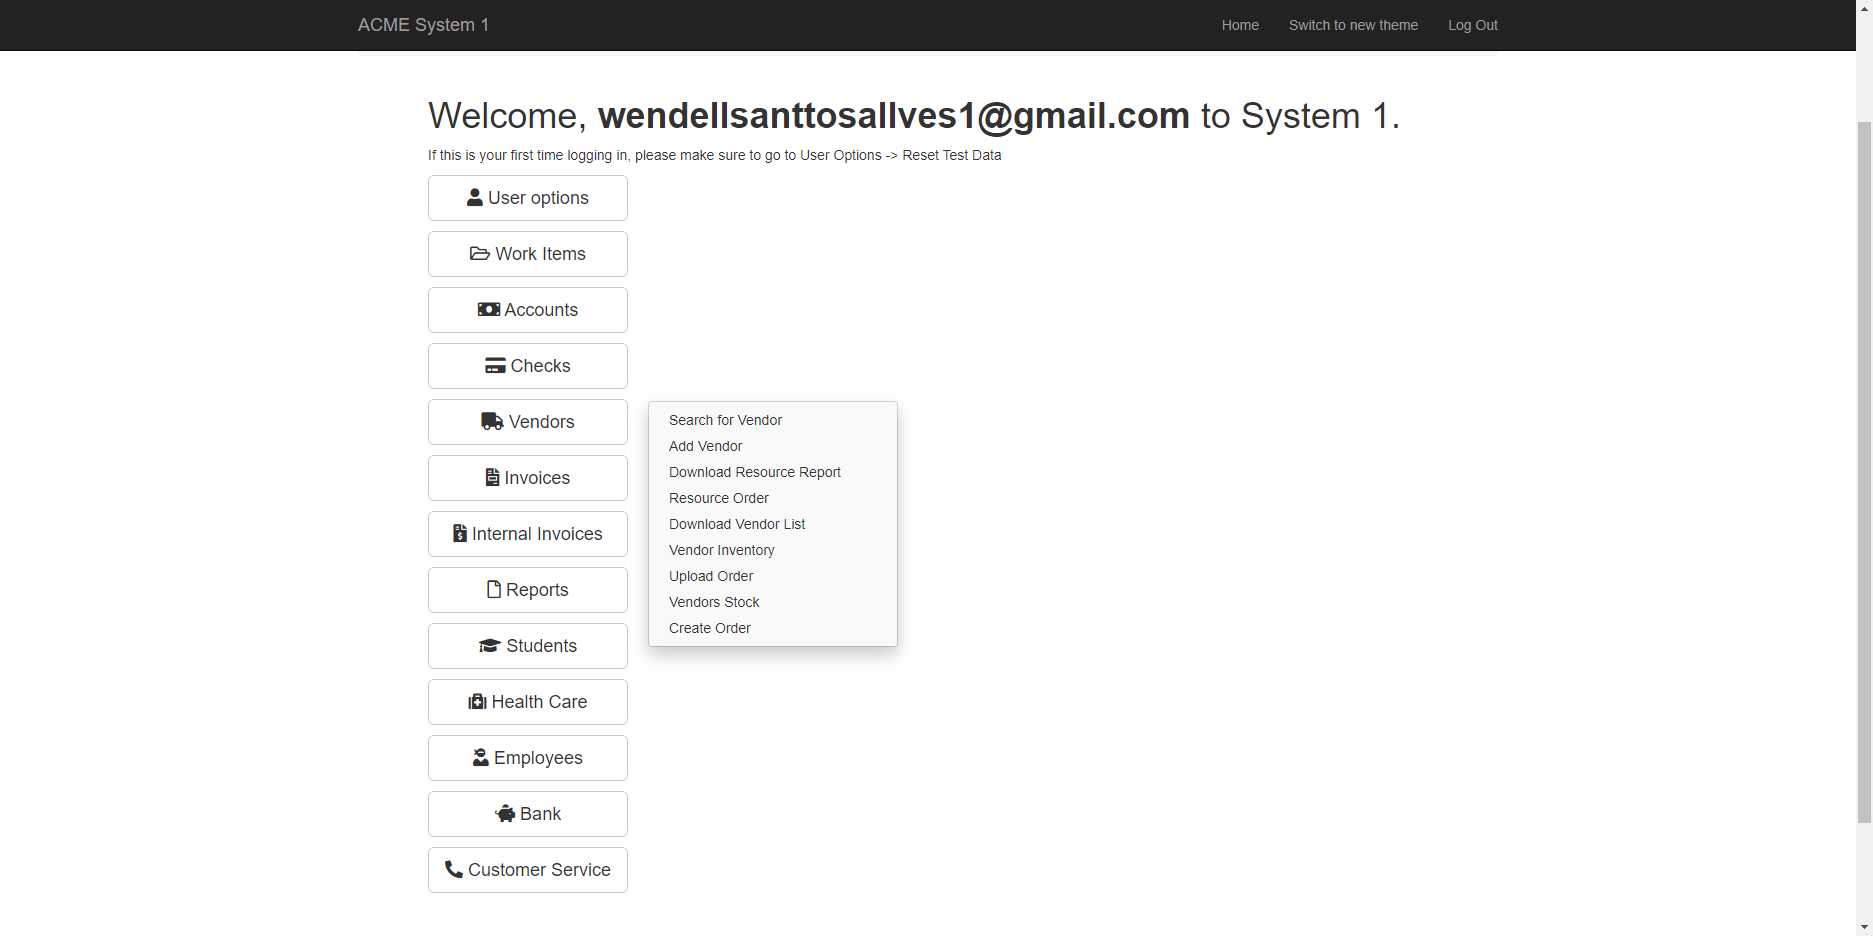 ACME System 1
Home
Switch to new theme
Log Out
Welcome, wendellsanttosallves1@gmail.com to System 1.
If this is your first time logging in, please make sure to go to User Options -> Reset Test Data
User options
Work Items
Accounts
Checks
Vendors
Search for Vendor
Add Vendor
Download Resource Report
Resource Order
Download Vendor List
Vendor Inventory
Upload Order
Vendors Stock
Create Order
Invoices
Internal Invoices
Reports
Students
Health Care
Employees
Bank
Customer Service